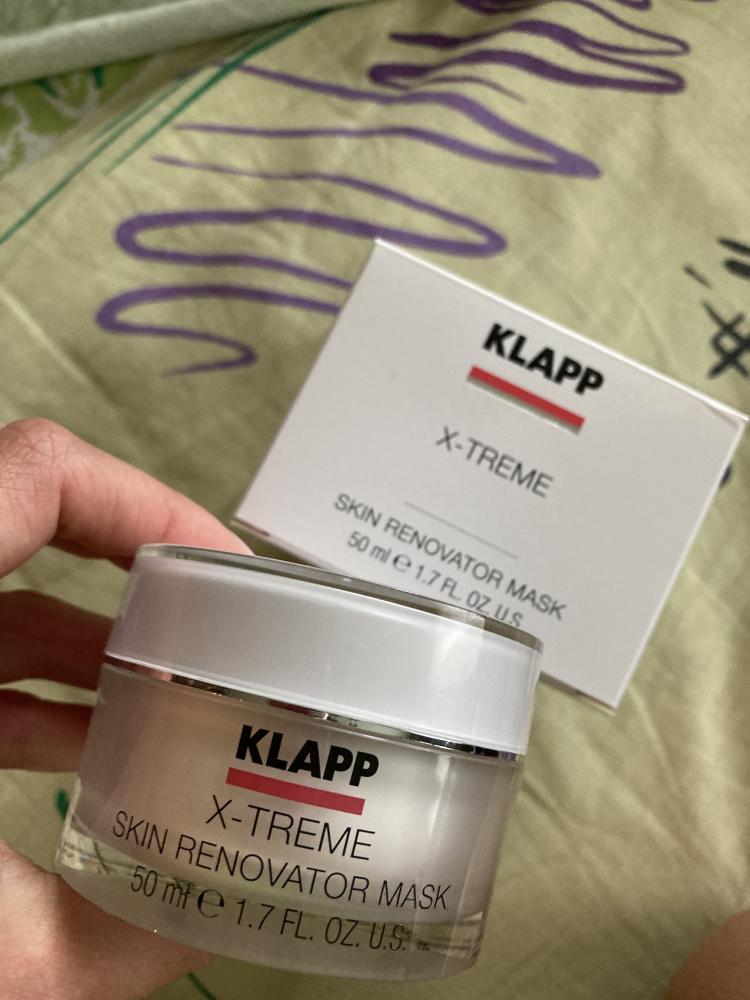 KLAPP
X-TREME
SKIN RENOVATOR MASK
50 ml e 1.7 FL. OZ. U.S.
KLAPP
X-TREME
SKIN RENOVATOR MASK
50 ml e 1.7 FL. OZ. U.S.